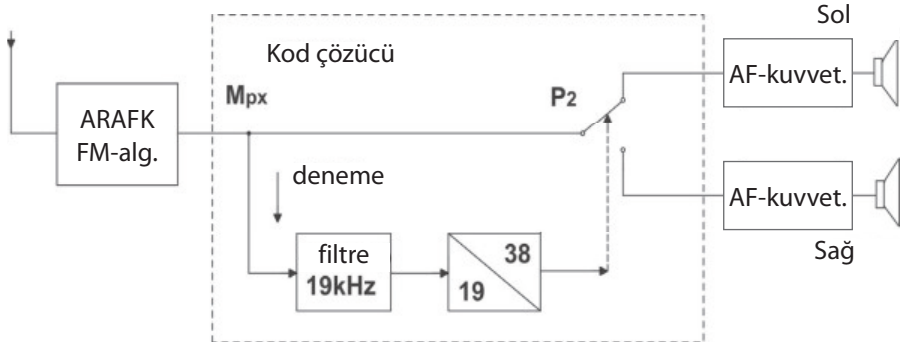 Sol
Kod çözücü
AF-kuvvet.
Mpx
P2
ARAFK
FM-alg.
deneme
AF-kuvvet.
filtre
19kHz
38
19
Sağ